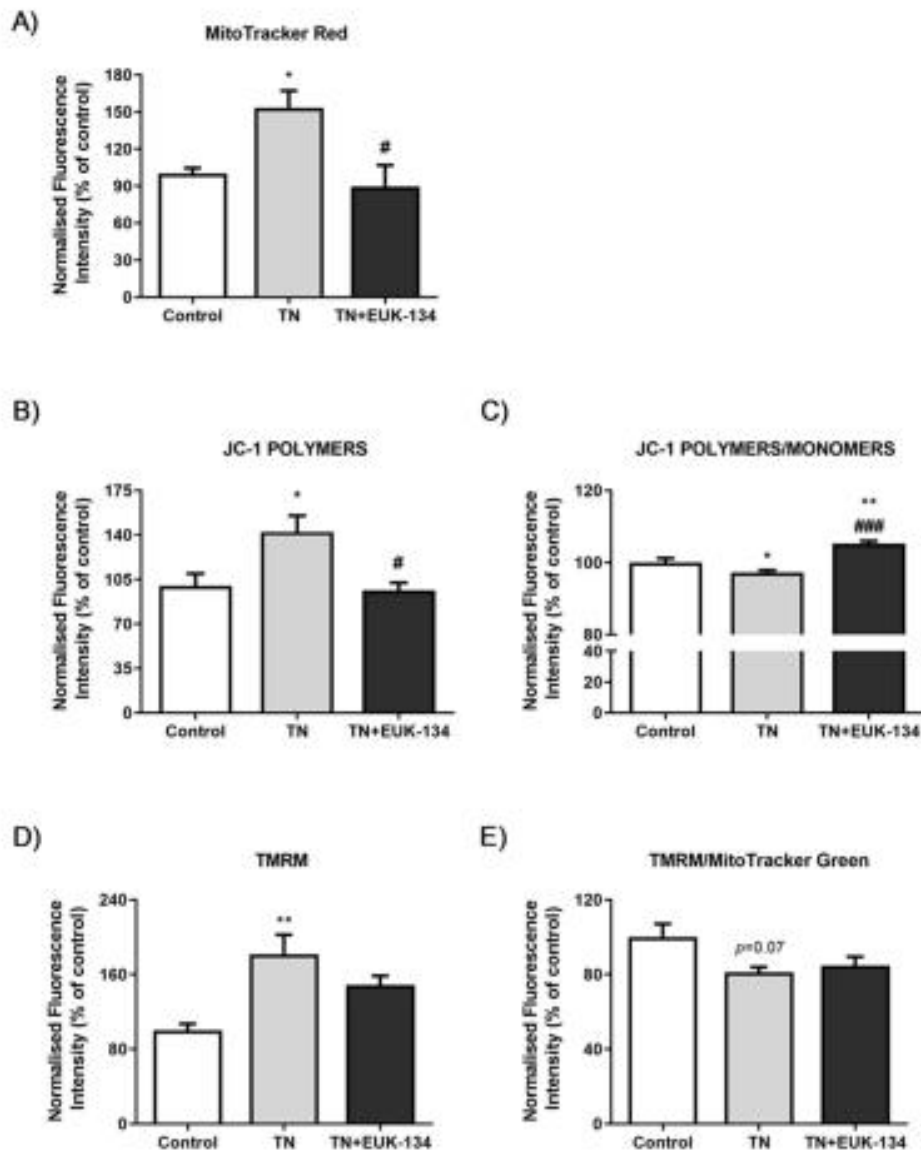 A)
MitoTracker Red
Normalised Fluorescence
Intensity (% of control)
180
150
120
90
60
30
0
*
#
Control TN TN+EUK-134
B)
JC-1 POLYMERS
Normalised Fluorescence
Intensity (% of control)
175
140
105
70
35
0
*
#
Control TN TN+EUK-134
C)
JC-1 POLYMERS/MONOMERS
Normalised Fluorescence
Intensity (% of control)
120
100
80
40
20
0
*
**
###
Control TN TN+EUK-134
D)
TMRM
Normalised Fluorescence
Intensity (% of control)
240
160
80
0
**
Control TN TN+EUK-134
E)
TMRM/MitoTracker Green
Normalised Fluorescence
Intensity (% of control)
120
80
40
0
p=0.07
Control TN TN+EUK-134